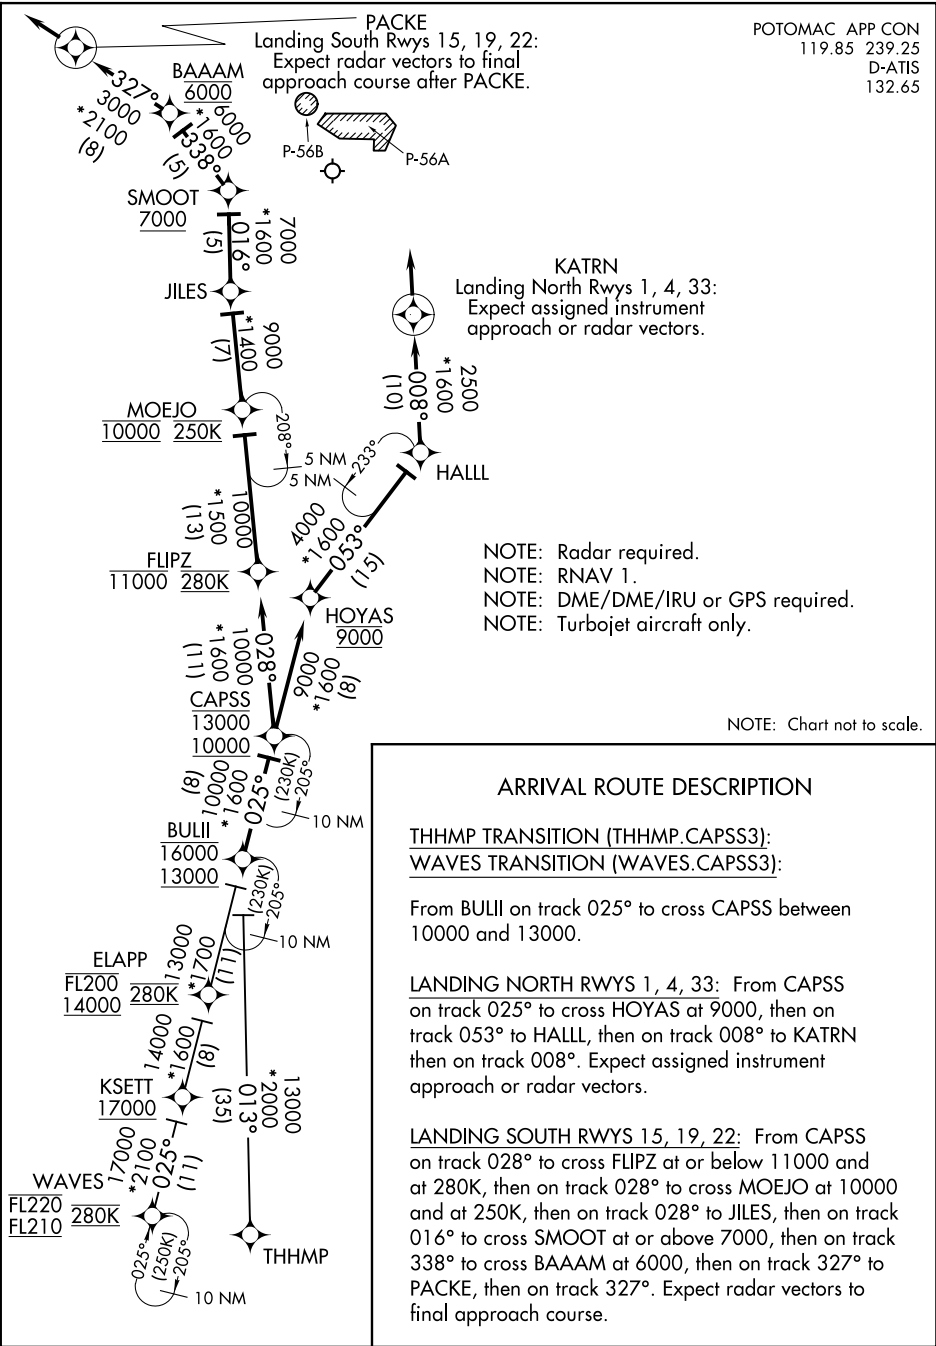 PACKE
Landing South Rwys 15, 19, 22:
Expect radar vectors to final
approach course after PACKE.
POTOMAC APP CON
119.85 239.25
D-ATIS
132.65
BAAAM
6000
327°
3000
*2100
(8)
6000
*1600
338°
(5)
P-56B
P-56A
SMOOT
7000
7000
*1600
016°
(5)
JILES
KATRN
Landing North Rwys 1, 4, 33:
Expect assigned instrument
approach or radar vectors.
9000
*1400
(7)
2500
*1600
008°
(10)
MOEJO
10000 250K
208°
5 NM
5 NM
233°
HALLL
10000
*1500
(13)
4000
*1600
053°
(15)
FLIPZ
11000 280K
NOTE: Radar required.
NOTE: RNAV 1.
NOTE: DME/DME/IRU or GPS required.
NOTE: Turbojet aircraft only.
HOYAS
9000
028°
10000
*1600
(11)
9000
*1600
(8)
CAPSS
13000
10000
NOTE: Chart not to scale.
(230K)
205°
10 NM
10000
*1600
025°
(8)
BULII
16000
13000
(230K)
205°
10 NM
13000
*1700
(11)
ELAPP
FL200
14000
280K
14000
*1600
(8)
KSETT
17000
13000
*2000
013°
(35)
17000
*2100
025°
(11)
WAVES
FL220
FL210
280K
025°
(250K)
205°
10 NM
THHMP
ARRIVAL ROUTE DESCRIPTION
THHMP TRANSITION (THHMP.CAPSS3):
WAVES TRANSITION (WAVES.CAPSS3):
From BULII on track 025° to cross CAPSS between
10000 and 13000.
LANDING NORTH RWYS 1, 4, 33: From CAPSS
on track 025° to cross HOYAS at 9000, then on
track 053° to HALLL, then on track 008° to KATRN
then on track 008°. Expect assigned instrument
approach or radar vectors.
LANDING SOUTH RWYS 15, 19, 22: From CAPSS
on track 028° to cross FLIPZ at or below 11000 and
at 280K, then on track 028° to cross MOEJO at 10000
and at 250K, then on track 028° to JILES, then on track
016° to cross SMOOT at or above 7000, then on track
338° to cross BAAAM at 6000, then on track 327° to
PACKE, then on track 327°. Expect radar vectors to
final approach course.